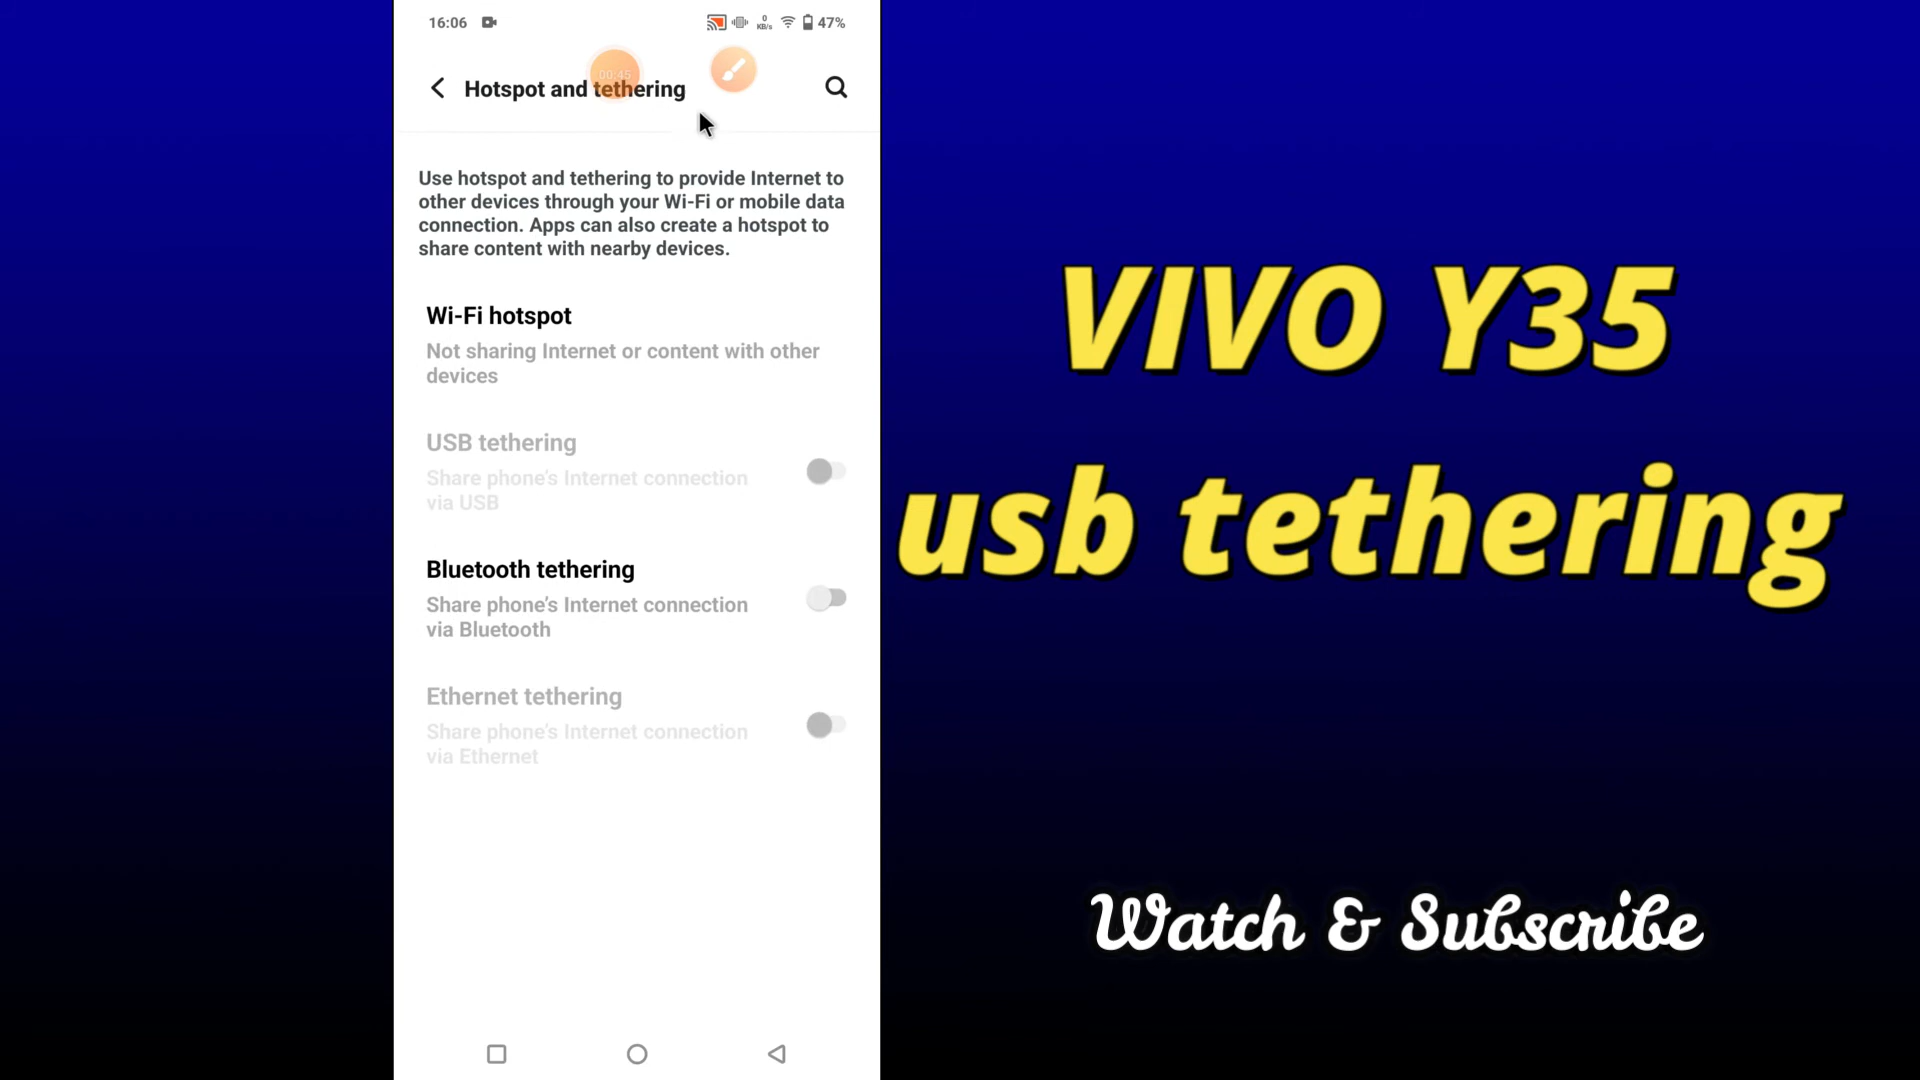 16:06
0
KB/s
47%
00:45
Hotspot and tethering
Use hotspot and tethering to provide Internet to
other devices through your Wi-Fi or mobile data
connection. Apps can also create a hotspot to
share content with nearby devices.
Wi-Fi hotspot
Not sharing Internet or content with other
devices
USB tethering
Share phone's Internet connection
via USB
Bluetooth tethering
Share phone's Internet connection
via Bluetooth
Ethernet tethering
Share phone's Internet connection
via Ethernet
VIVO Y35
usb tethering
Watch & Subscribe